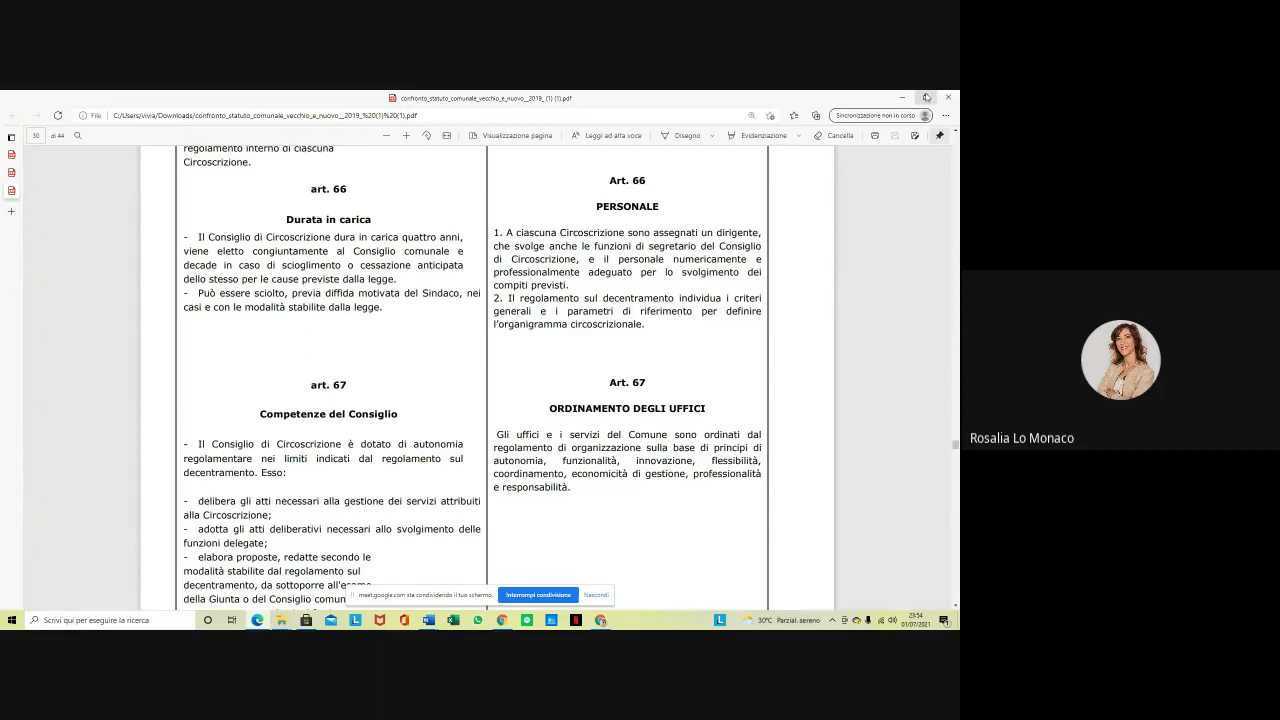 confronto_statuto_comunale_vecchio_e_nuovo__2019_ (1) (1).pdf
File
C:/Users/vivia/Downloads/confronto_statuto_comunale_vecchio_e_nuovo__2019_%20(1)%20(1).pdf
Sincronizzazione non in corso
30 di 44
Visualizzazione pagina
Leggi ad alta voce
Disegno
Evidenziazione
Cancella
regolamento interno di ciascuna
Circoscrizione.
art. 66
Durata in carica
- Il Consiglio di Circoscrizione dura in carica quattro anni,
viene eletto congiuntamente al Consiglio comunale e
decade in caso di scioglimento o cessazione anticipata
dello stesso per le cause previste dalla legge.
- Può essere sciolto, previa diffida motivata del Sindaco, nei
casi e con le modalità stabilite dalla legge.
art. 67
Competenze del Consiglio
- Il Consiglio di Circoscrizione è dotato di autonomia
regolamentare nei limiti indicati dal regolamento sul
decentramento. Esso:
- delibera gli atti necessari alla gestione dei servizi attribuiti
alla Circoscrizione;
- adotta gli atti deliberativi necessari allo svolgimento delle
funzioni delegate;
- elabora proposte, redatte secondo le
modalità stabilite dal regolamento sul
decentramento, da sottoporre all'esame
della Giunta o del Consiglio comun
Art. 66
PERSONALE
1. A ciascuna Circoscrizione sono assegnati un dirigente,
che svolge anche le funzioni di segretario del Consiglio
di Circoscrizione, e il personale numericamente e
professionalmente adeguato per lo svolgimento dei
compiti previsti.
2. Il regolamento sul decentramento individua i criteri
generali e i parametri di riferimento per definire
l'organigramma circoscrizionale.
Art. 67
ORDINAMENTO DEGLI UFFICI
Gli uffici e i servizi del Comune sono ordinati dal
regolamento di organizzazione sulla base di principi di
autonomia, funzionalità, innovazione, flessibilità,
coordinamento, economicità di gestione, professionalità
e responsabilità.
meet.google.com sta condividendo il tuo schermo.
Interrompi condivisione
Nascondi
Scrivi qui per eseguire la ricerca
30°C Parzial. sereno
23:54
01/07/2021
Rosalia Lo Monaco